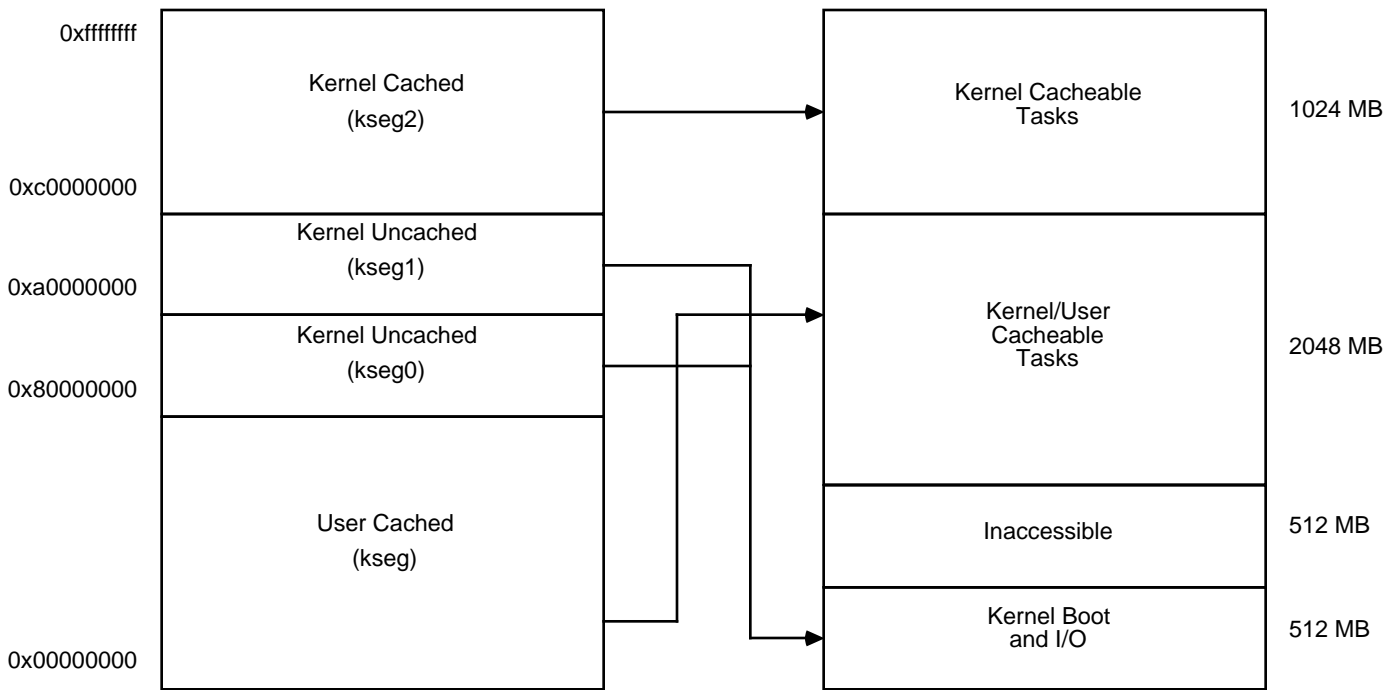 0xffffffff
Kernel Cached
(kseg2)
Kernel Cacheable
Tasks
1024 MB
0xc0000000
Kernel Uncached
(kseg1)
0xa0000000
Kernel Uncached
(kseg0)
0x80000000
Kernel/User
Cacheable
Tasks
2048 MB
User Cached
(kseg)
Inaccessible
512 MB
Kernel Boot
and I/O
512 MB
0x00000000